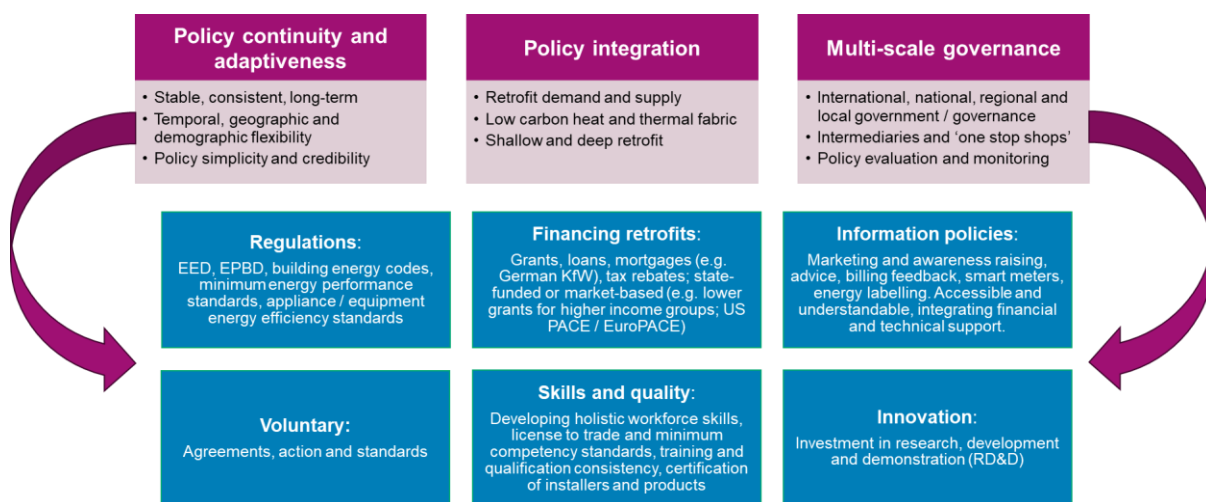 Policy continuity and
adaptiveness
• Stable, consistent, long-term
• Temporal, geographic and
demographic flexibility
• Policy simplicity and credibility
Policy integration
• Retrofit demand and supply
• Low carbon heat and thermal fabric
• Shallow and deep retrofit
Multi-scale governance
• International, national, regional and
local government / governance
• Intermediaries and ‘one stop shops’
• Policy evaluation and monitoring
Regulations:
EED, EPBD, building energy codes,
minimum energy performance
standards, appliance / equipment
energy efficiency standards
Financing retrofits:
Grants, loans, mortgages (e.g.
German KfW), tax rebates; state-
funded or market-based (e.g. lower
grants for higher income groups; US
PACE / EuroPACE)
Information policies:
Marketing and awareness raising,
advice, billing feedback, smart meters,
energy labelling. Accessible and
understandable, integrating financial
and technical support.
Voluntary:
Agreements, action and standards
Skills and quality:
Developing holistic workforce skills,
license to trade and minimum
competency standards, training and
qualification consistency, certification
of installers and products
Innovation:
Investment in research, development
and demonstration (RD&D)